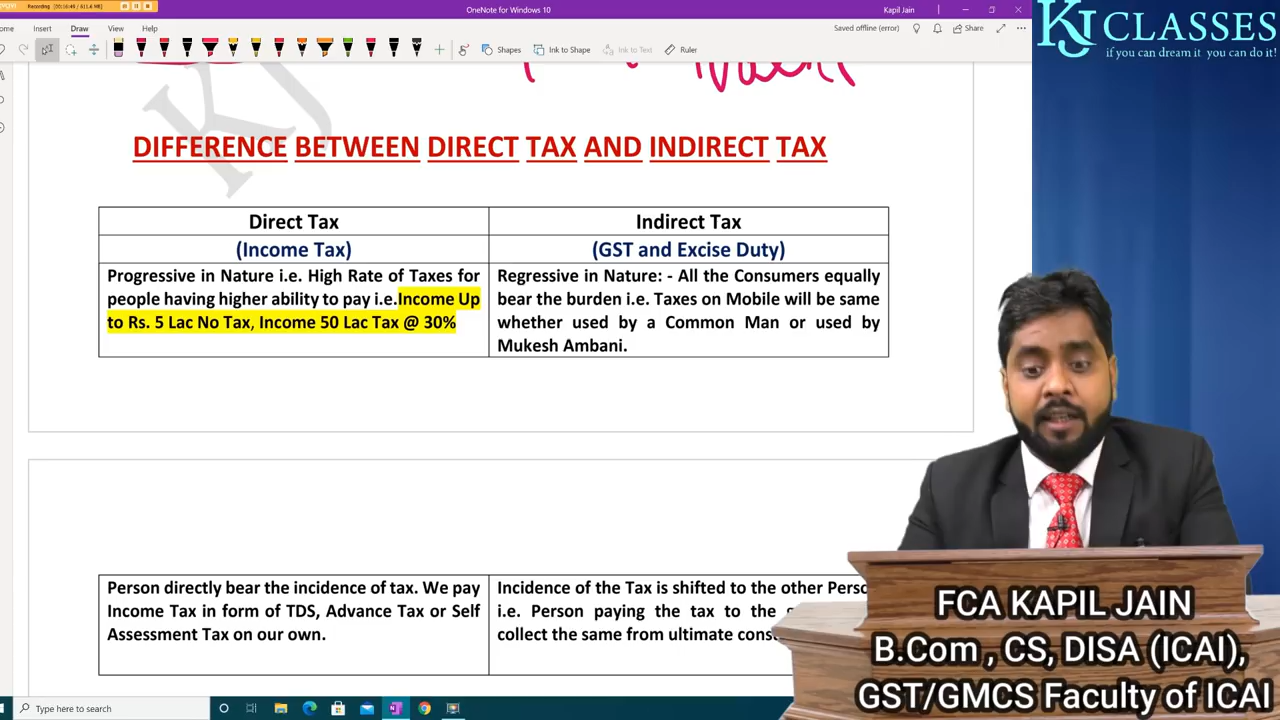 Recording [00:16:49 / 811.6 MB]
OneNote for Windows 10
Kapil Jain
Insert Draw View Help
Saved offline (error)
Share
Shapes Ink to Shape Ink to Text Ruler
KJ CLASSES
if you can dream it you can do it!
KJ
DIFFERENCE BETWEEN DIRECT TAX AND INDIRECT TAX
Direct Tax
Indirect Tax
(Income Tax)
(GST and Excise Duty)
Progressive in Nature i.e. High Rate of Taxes for
people having higher ability to pay i.e.Income Up
to Rs. 5 Lac No Tax, Income 50 Lac Tax @ 30%
Regressive in Nature: - All the Consumers equally
bear the burden i.e. Taxes on Mobile will be same
whether used by a Common Man or used by
Mukesh Ambani.
Person directly bear the incidence of tax. We pay
Income Tax in form of TDS, Advance Tax or Self
Assessment Tax on our own.
Incidence of the Tax is shifted to the other
i.e. Person paying the tax to the
collect the same from ultimate
FCA KAPIL JAIN
B.Com , CS, DISA (ICAI),
GST/GMCS Faculty of ICAI
Type here to search